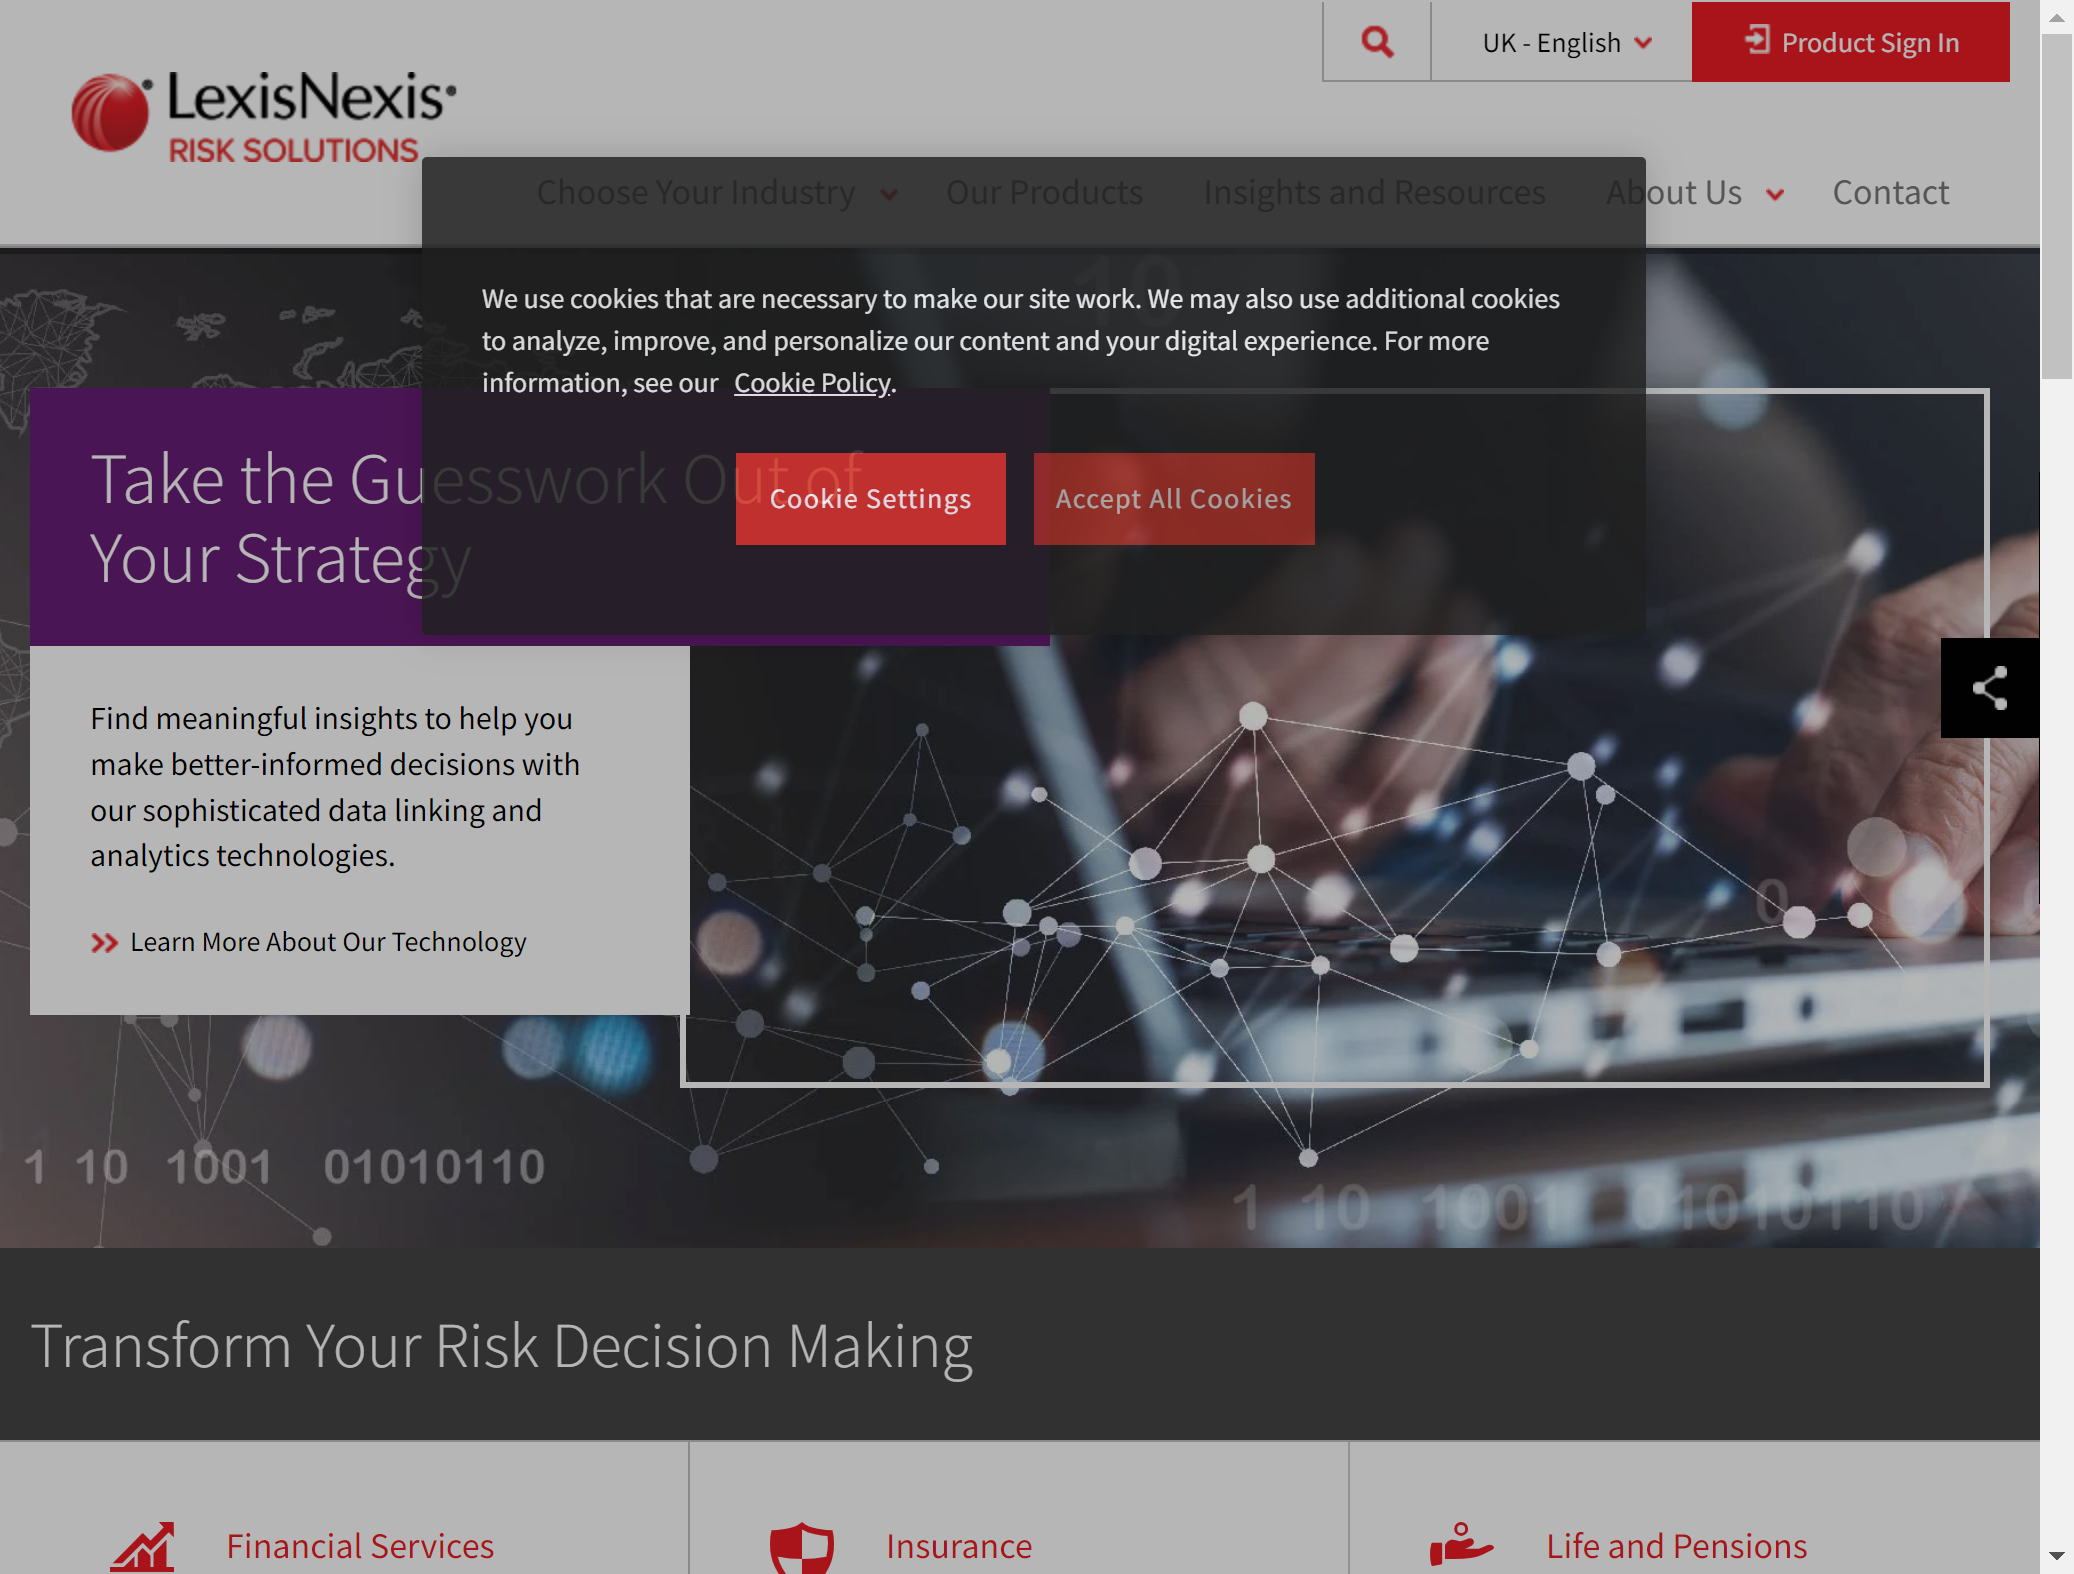 UK - English
Product Sign In
LexisNexis
RISK SOLUTIONS
Choose Your Industry
Our Products
Insights and Resources
About Us
Contact
10
We use cookies that are necessary to make our site work. We may also use additional cookies
to analyze, improve, and personalize our content and your digital experience. For more
information, see our Cookie Policy.
Cookie Settings
Accept All Cookies
Take the Guesswork Out of
Your Strategy
Find meaningful insights to help you
make better-informed decisions with
our sophisticated data linking and
analytics technologies.
Learn More About Our Technology
0
1 10 1001 01010110
1 10 1001 01010110
Transform Your Risk Decision Making
Financial Services
Insurance
Life and Pensions